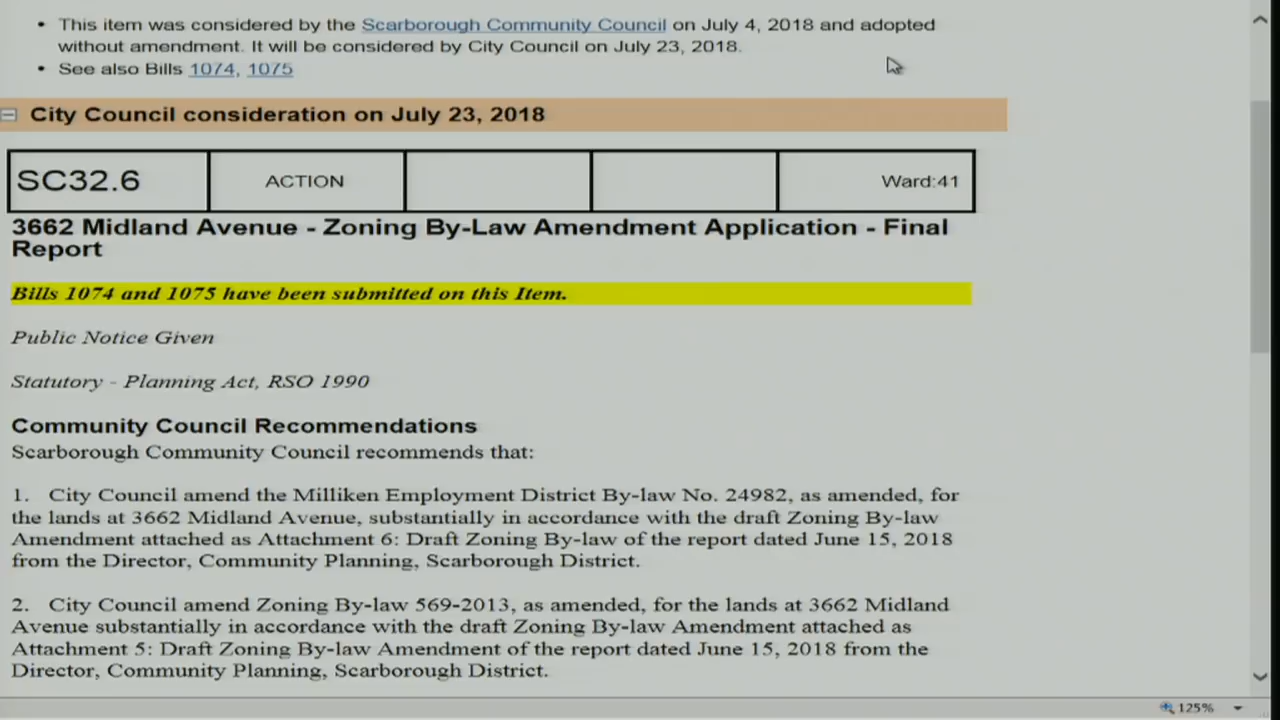 • This item was considered by the Scarborough Community Council on July 4, 2018 and adopted
without amendment. It will be considered by City Council on July 23, 2018.
• See also Bills 1074, 1075
City Council consideration on July 23, 2018
SC32.6 ACTION Ward:41
3662 Midland Avenue - Zoning By-Law Amendment Application - Final
Report
Bills 1074 and 1075 have been submitted on this Item.
Public Notice Given
Statutory - Planning Act, RSO 1990
Community Council Recommendations
Scarborough Community Council recommends that:
1. City Council amend the Milliken Employment District By-law No. 24982, as amended, for
the lands at 3662 Midland Avenue, substantially in accordance with the draft Zoning By-law
Amendment attached as Attachment 6: Draft Zoning By-law of the report dated June 15, 2018
from the Director, Community Planning, Scarborough District.
2. City Council amend Zoning By-law 569-2013, as amended, for the lands at 3662 Midland
Avenue substantially in accordance with the draft Zoning By-law Amendment attached as
Attachment 5: Draft Zoning By-law Amendment of the report dated June 15, 2018 from the
Director, Community Planning, Scarborough District.
125%